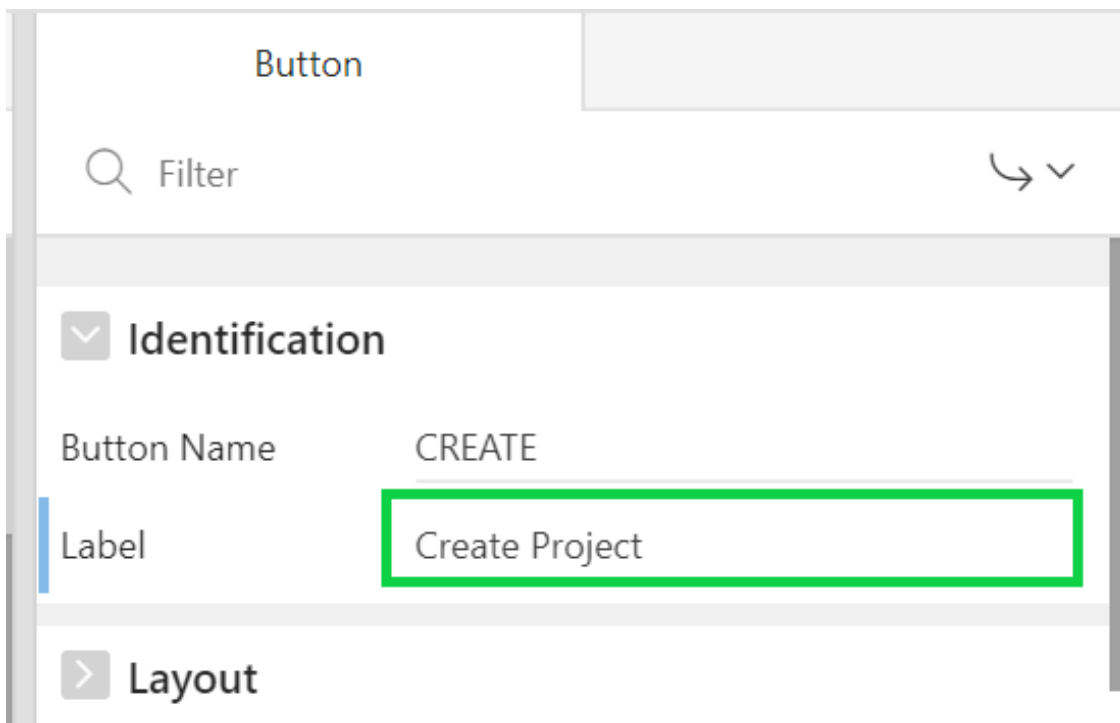 Button
Filter
Identification
Button Name CREATE
Label Create Project
Layout